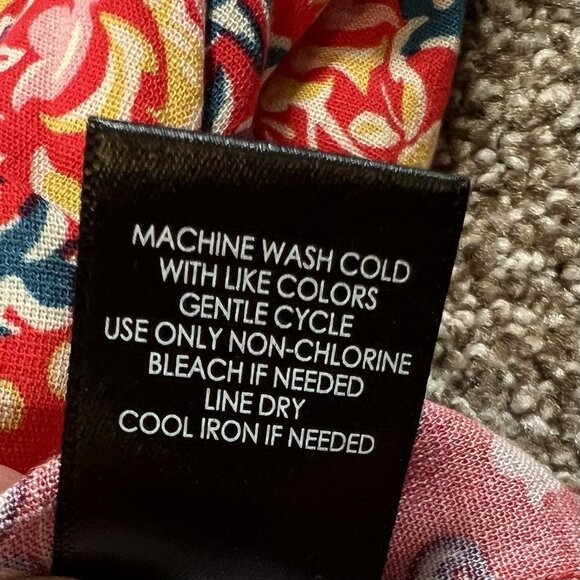 MACHINE WASH COLD
WITH LIKE COLORS
GENTLE CYCLE
USE ONLY NON-CHLORINE
BLEACH IF NEEDED
LINE DRY
COOL IRON IF NEEDED